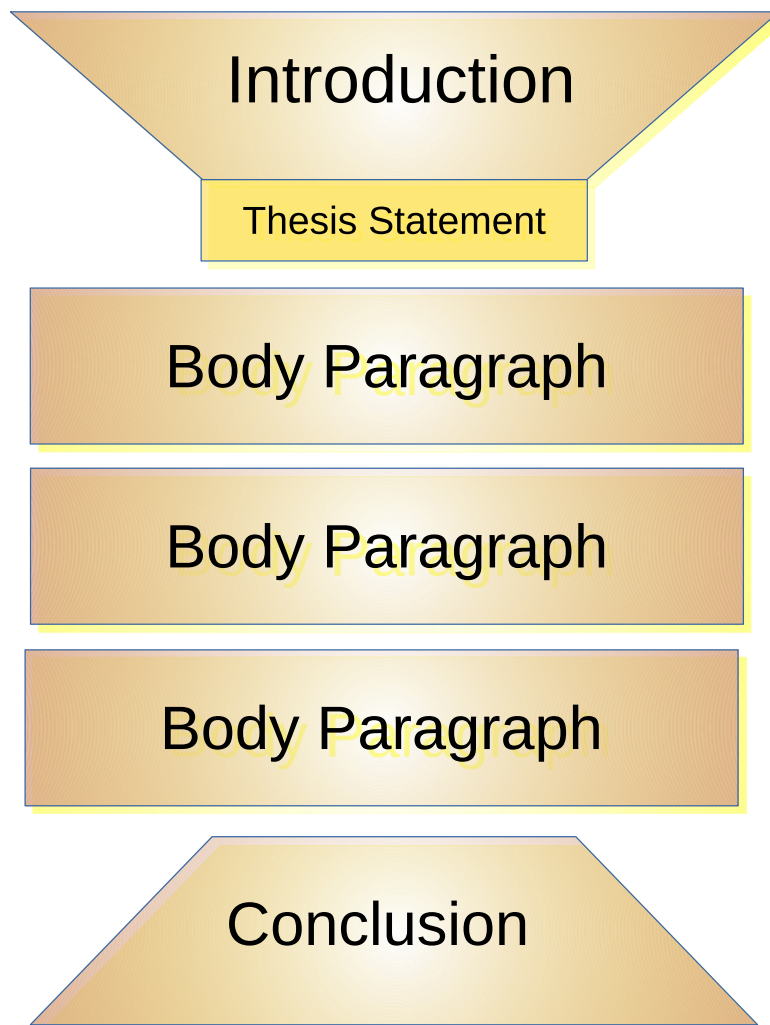 Introduction
Thesis Statement
Body Paragraph
Body Paragraph
Body Paragraph
Conclusion